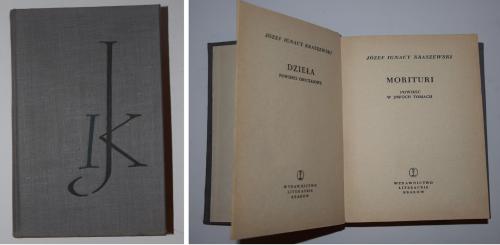 JIK
JÓZEF IGNACY KRASZEWSKI
DZIEŁA
POWIEŚCI OBYCZAJOWE
WYDAWNICTWO
LITERACKIE
KRAKÓW
JÓZEF IGNACY KRASZEWSKI
MORITURI
POWIEŚĆ
W DWÓCH TOMACH
WYDAWNICTWO
LITERACKIE
KRAKÓW